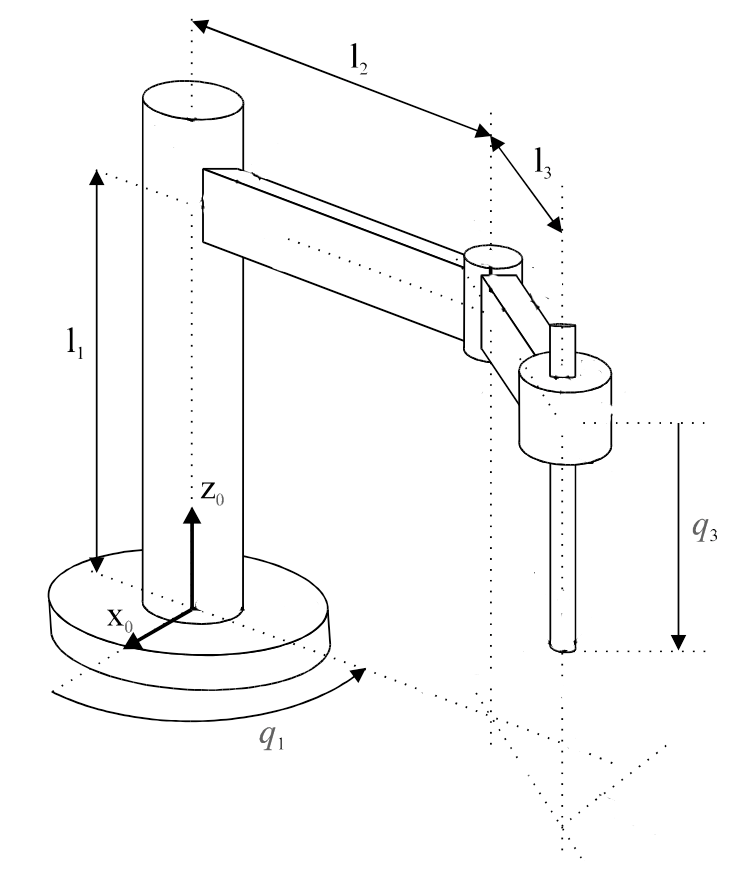 l₂
l₃
l₁
z₀
q₃
x₀
q₁